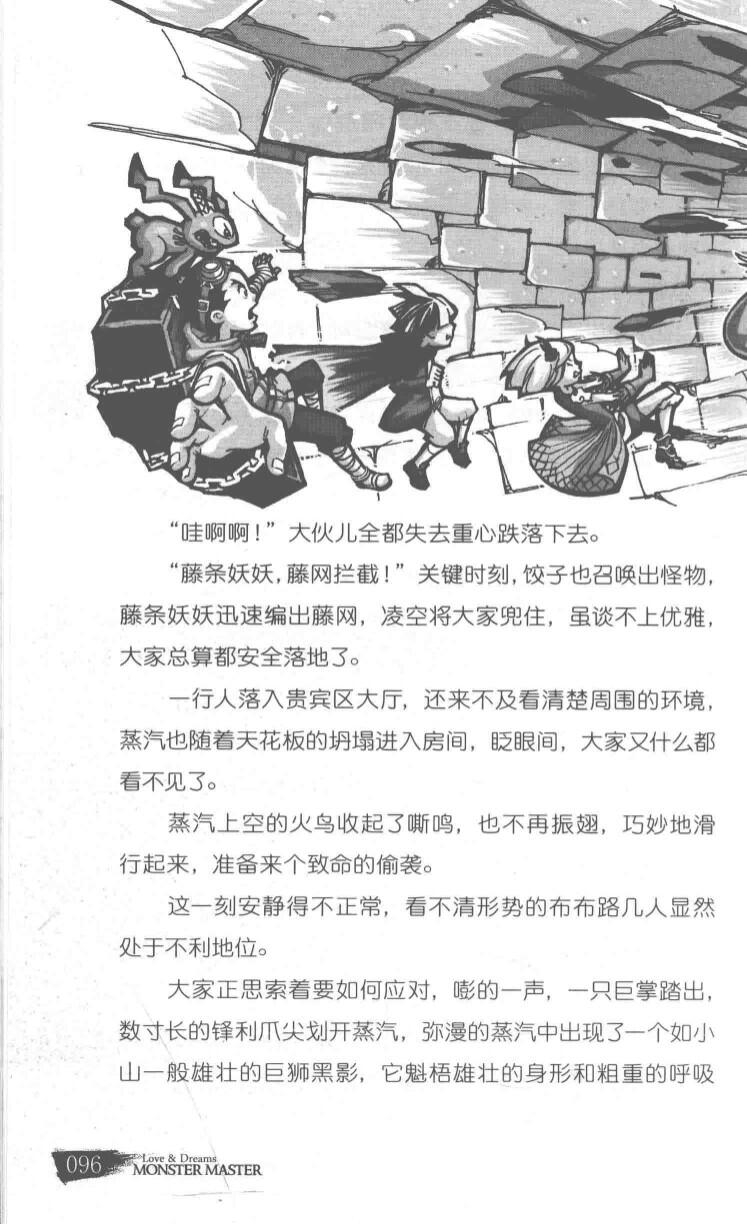 “哇啊啊！”大伙儿全都失去重心跌落下去。
“藤条妖妖，藤网拦截！”关键时刻，饺子也召唤出怪物，
藤条妖妖迅速编出藤网，凌空将大家兜住，虽谈不上优雅，
大家总算都安全落地了。
一行人落入贵宾区大厅，还来不及看清楚周围的环境，
蒸汽也随着天花板的坍塌进入房间，眨眼间，大家又什么都
看不见了。
蒸汽上空的火鸟收起了嘶鸣，也不再振翅，巧妙地滑
行起来，准备来个致命的偷袭。
这一刻安静得不正常，看不清形势的布布路几人显然
处于不利地位。
大家正思索着要如何应对，嘭的一声，一只巨掌踏出，
数寸长的锋利爪尖划开蒸汽，弥漫的蒸汽中出现了一个如小
山一般雄壮的巨狮黑影，它魁梧雄壮的身形和粗重的呼吸
096
Love & Dreams
MONSTER MASTER